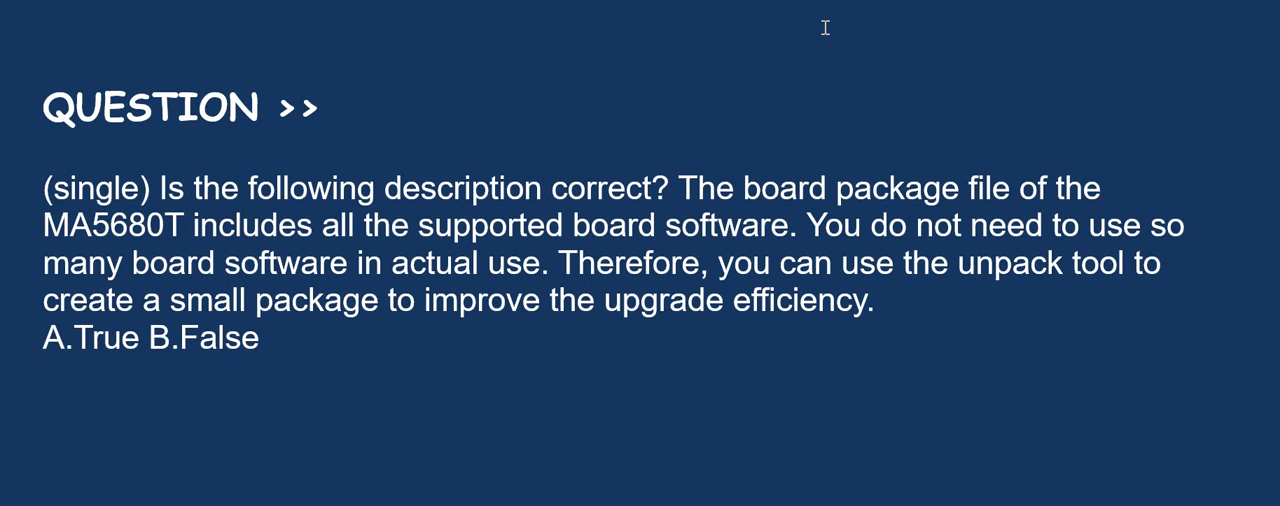 QUESTION >>
(single) Is the following description correct? The board package file of the
MA5680T includes all the supported board software. You do not need to use so
many board software in actual use. Therefore, you can use the unpack tool to
create a small package to improve the upgrade efficiency.
A.True B.False